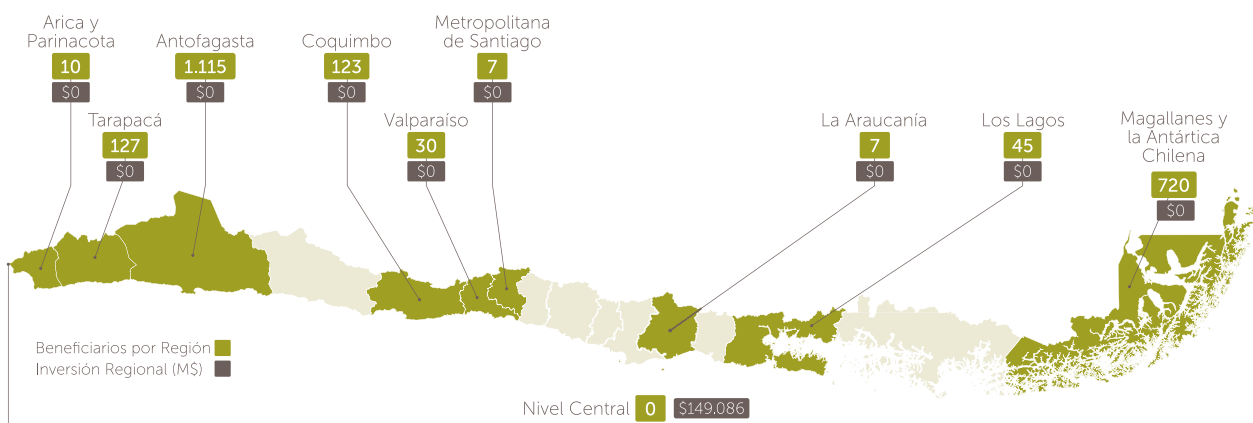 Arica y
Parinacota
10
$0
Tarapacá
127
$0
Antofagasta
1.115
$0
Coquimbo
123
$0
Valparaíso
30
$0
Metropolitana
de Santiago
7
$0
La Araucanía
7
$0
Los Lagos
45
$0
Magallanes y
la Antártica
Chilena
720
$0
Beneficiarios por Región
Inversión Regional (M$)
Nivel Central 0 $149.086